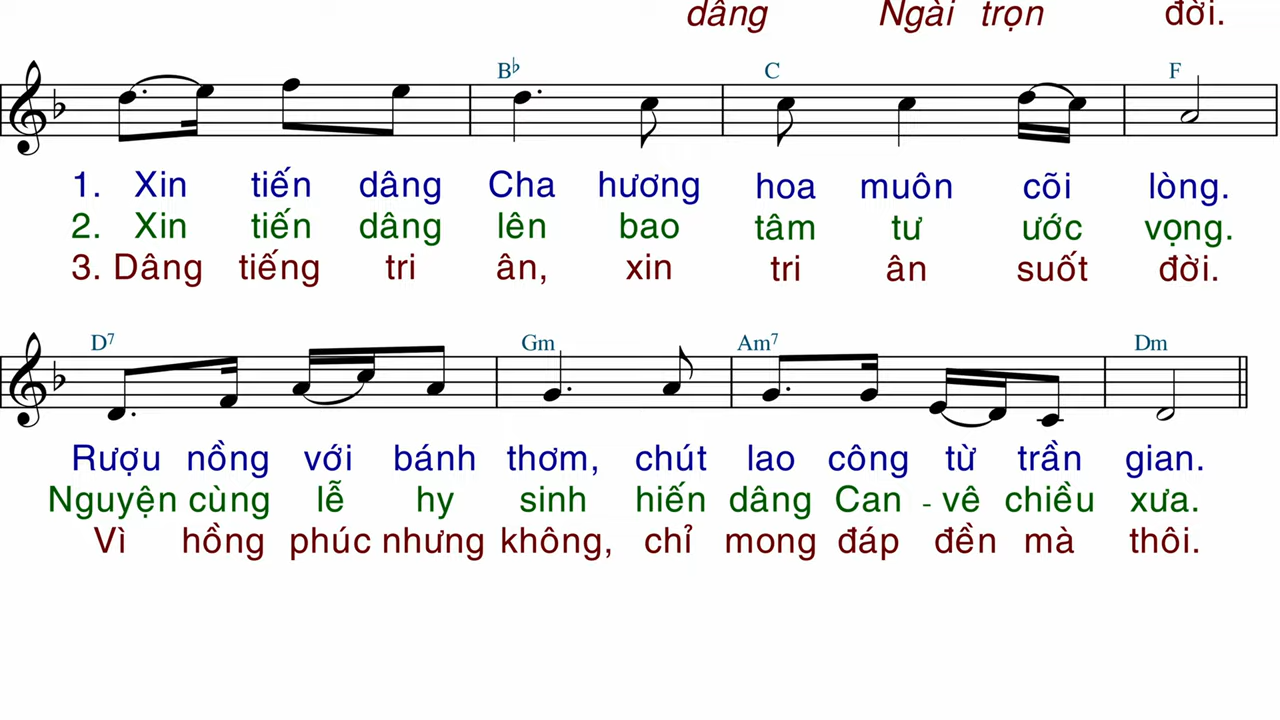 dâng Ngài trọn đời.
B♭ C F
1. Xin tiến dâng Cha hương hoa muôn cõi lòng.
2. Xin tiến dâng lên bao tâm tư ước vọng.
3. Dâng tiếng tri ân, xin tri ân suốt đời.
D7 Gm Am7 Dm
Rượu nồng với bánh thơm, chút lao công từ trần gian.
Nguyện cùng lễ hy sinh hiến dâng Can - vê chiều xưa.
Vì hồng phúc nhưng không, chỉ mong đáp đền mà thôi.